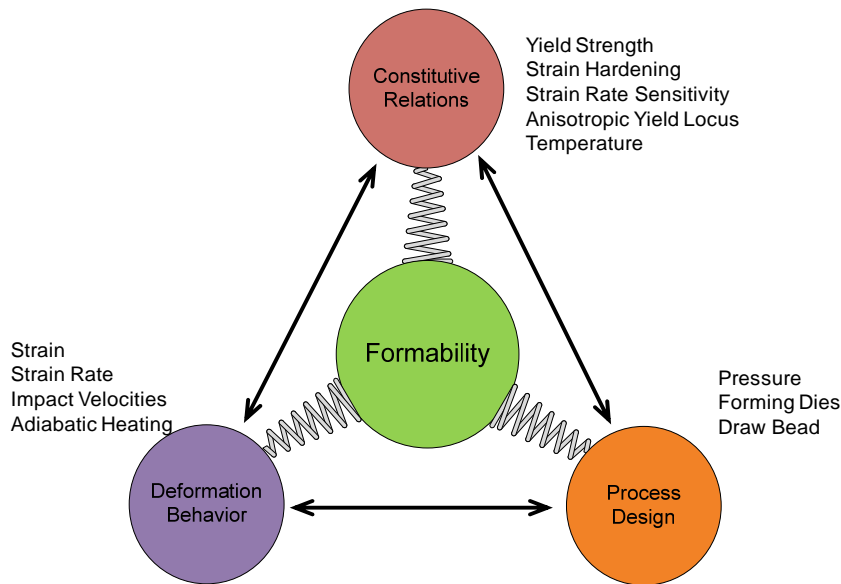 Constitutive
Relations
Yield Strength
Strain Hardening
Strain Rate Sensitivity
Anisotropic Yield Locus
Temperature
Formability
Strain
Strain Rate
Impact Velocities
Adiabatic Heating
Pressure
Forming Dies
Draw Bead
Deformation
Behavior
Process
Design